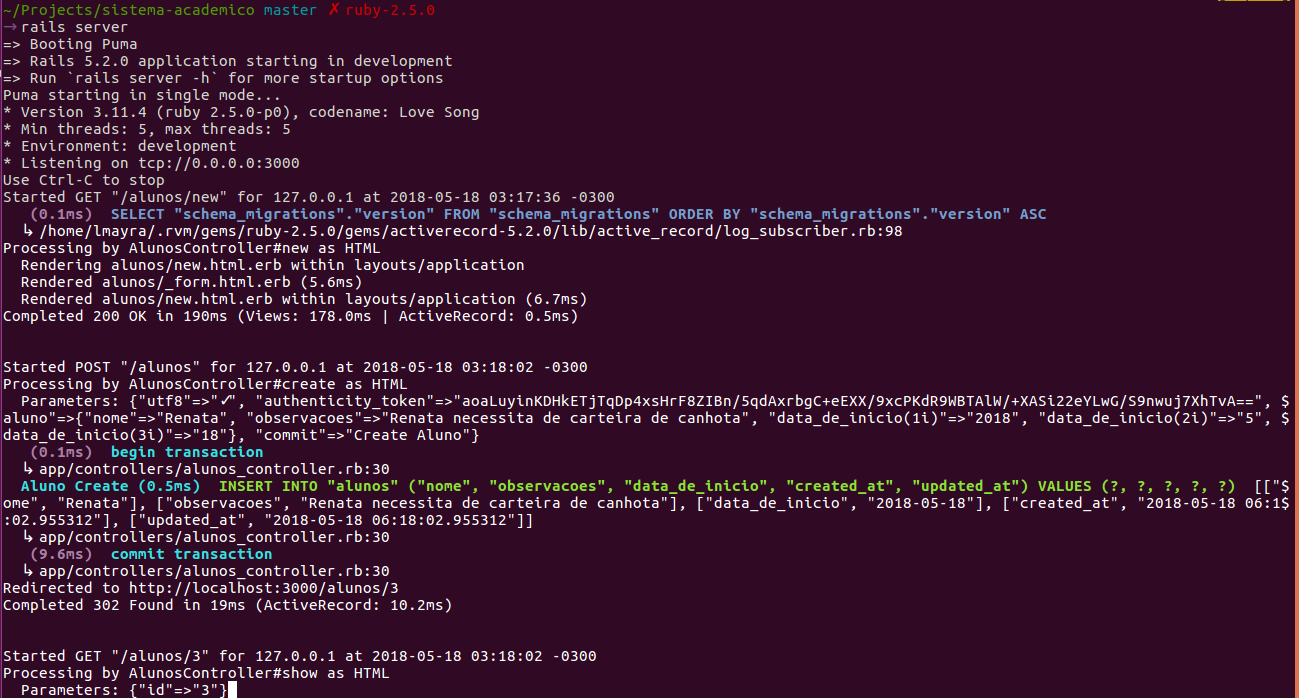 ~/Projects/sistema-academico master ✗ ruby-2.5.0
→ rails server
=> Booting Puma
=> Rails 5.2.0 application starting in development
=> Run `rails server -h` for more startup options
Puma starting in single mode...
* Version 3.11.4 (ruby 2.5.0-p0), codename: Love Song
* Min threads: 5, max threads: 5
* Environment: development
* Listening on tcp://0.0.0.0:3000
Use Ctrl-C to stop
Started GET "/alunos/new" for 127.0.0.1 at 2018-05-18 03:17:36 -0300
   (0.1ms)  SELECT "schema_migrations"."version" FROM "schema_migrations" ORDER BY "schema_migrations"."version" ASC
  ↳ /home/lmayra/.rvm/gems/ruby-2.5.0/gems/activerecord-5.2.0/lib/active_record/log_subscriber.rb:98
Processing by AlunosController#new as HTML
  Rendering alunos/new.html.erb within layouts/application
  Rendered alunos/_form.html.erb (5.6ms)
  Rendered alunos/new.html.erb within layouts/application (6.7ms)
Completed 200 OK in 190ms (Views: 178.0ms | ActiveRecord: 0.5ms)
Started POST "/alunos" for 127.0.0.1 at 2018-05-18 03:18:02 -0300
Processing by AlunosController#create as HTML
  Parameters: {"utf8"=>"✓", "authenticity_token"=>"aoaLuyinKDHkETjTqDp4xsHrF8ZIBn/5qdAxrbgC+eEXX/9xcPKdR9WBTAlW/+XASi22eYLwG/S9nwuj7XhTvA==", $
aluno"=>{"nome"=>"Renata", "observacoes"=>"Renata necessita de carteira de canhota", "data_de_inicio(1i)"=>"2018", "data_de_inicio(2i)"=>"5", $
data_de_inicio(3i)"=>"18"}, "commit"=>"Create Aluno"}
   (0.1ms)  begin transaction
  ↳ app/controllers/alunos_controller.rb:30
  Aluno Create (0.5ms)  INSERT INTO "alunos" ("nome", "observacoes", "data_de_inicio", "created_at", "updated_at") VALUES (?, ?, ?, ?, ?)  [["$
ome", "Renata"], ["observacoes", "Renata necessita de carteira de canhota"], ["data_de_inicio", "2018-05-18"], ["created_at", "2018-05-18 06:1$
:02.955312"], ["updated_at", "2018-05-18 06:18:02.955312"]]
  ↳ app/controllers/alunos_controller.rb:30
   (9.6ms)  commit transaction
  ↳ app/controllers/alunos_controller.rb:30
Redirected to http://localhost:3000/alunos/3
Completed 302 Found in 19ms (ActiveRecord: 10.2ms)
Started GET "/alunos/3" for 127.0.0.1 at 2018-05-18 03:18:02 -0300
Processing by AlunosController#show as HTML
  Parameters: {"id"=>"3"}